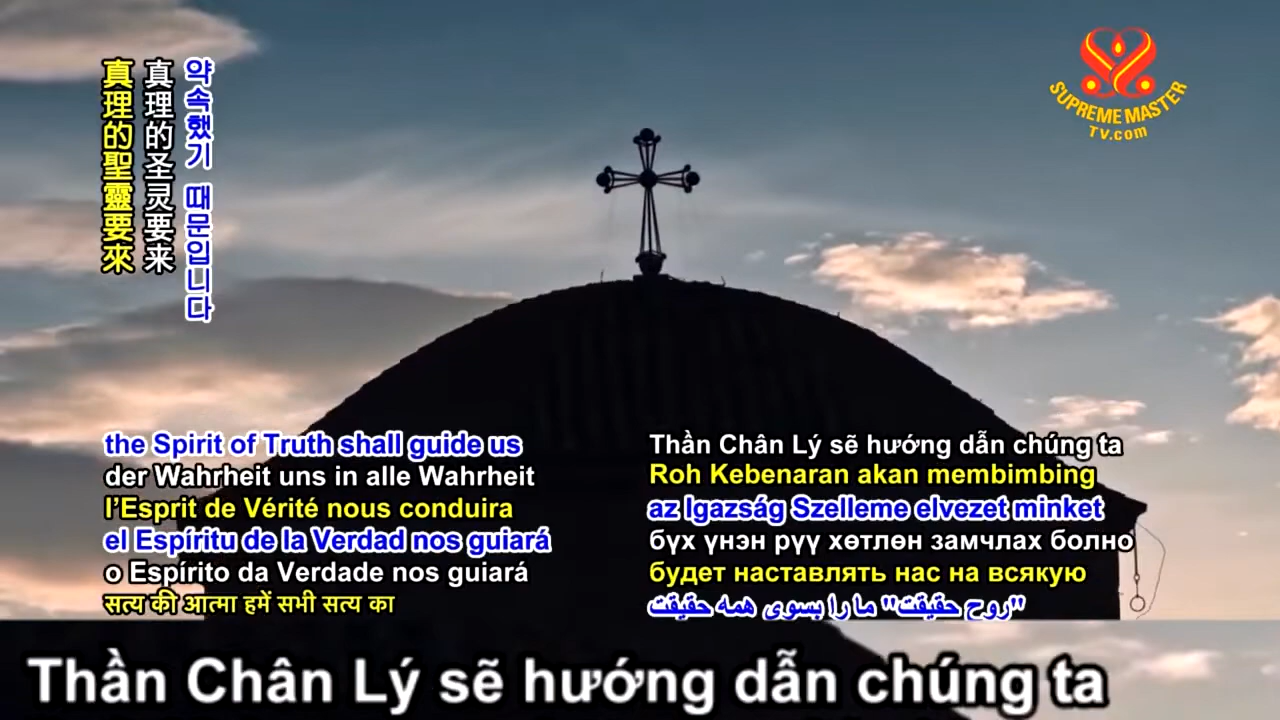 真理的聖靈要來
真理的圣灵要来
약속했기 때문입니다
SUPREME MASTER
TV.com
the Spirit of Truth shall guide us
der Wahrheit uns in alle Wahrheit
l’Esprit de Vérité nous conduira
el Espíritu de la Verdad nos guiará
o Espírito da Verdade nos guiará
सत्य की आत्मा हमें सभी सत्य का
Thần Chân Lý sẽ hướng dẫn chúng ta
Roh Kebenaran akan membimbing
az Igazság Szelleme elvezet minket
бүх үнэн рүү хөтлөн замчлах болно
будет наставлять нас на всякую
"روح حقیقت" ما را بسوی همه حقیقت
Thần Chân Lý sẽ hướng dẫn chúng ta